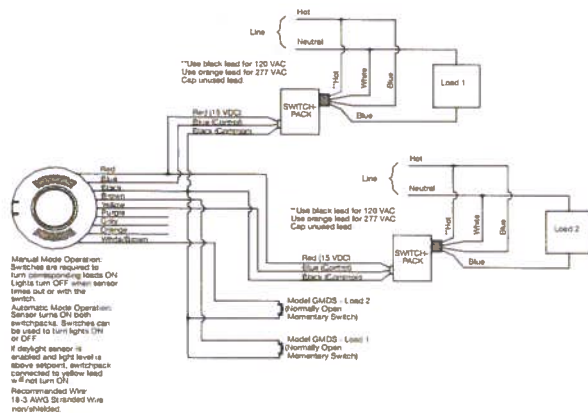 Hot
Line
Neutral
**Use black lead for 120 VAC
Use orange lead for 277 VAC
Cap unused lead
**Hot
White
Blue
Load 1
SWITCH-
PACK
Blue
Red (15 VDC)
Blue (Control)
Black (Common)
Red
Blue
Black
Brown
Yellow
Purple
Gray
Orange
White/Brown
Hot
Line
Neutral
**Use black lead for 120 VAC
Use orange lead for 277 VAC
Cap unused lead
**Hot
White
Blue
Load 2
SWITCH-
PACK
Blue
Red (15 VDC)
Blue (Control)
Black (Common)
Manual Mode Operation:
Switches are required to
turn corresponding loads ON
Lights turn OFF when sensor
times out or with the
switch.
Automatic Mode Operation:
Sensor turns ON both
switchpacks. Switches can
be used to turn lights ON
or OFF
If daylight sensor is
enabled and light level is
above setpoint, switchpack
connected to yellow lead
will not turn ON
Recommended Wire
18-3 AWG Stranded Wire
non/shielded
Model GMDS - Load 2
(Normally Open
Momentary Switch)
Model GMDS - Load 1
(Normally Open
Momentary Switch)